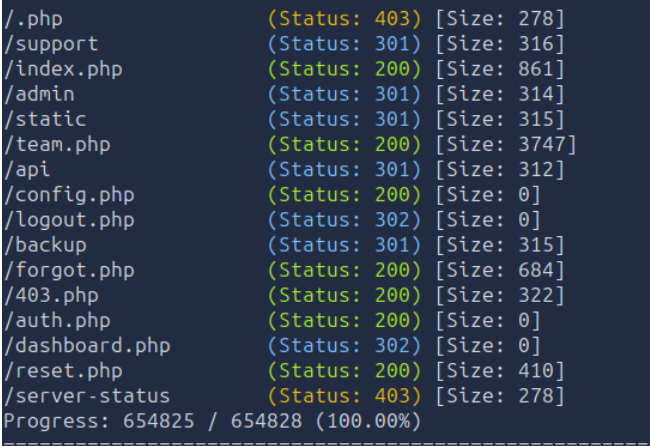 /.php (Status: 403) [Size: 278]
/support (Status: 301) [Size: 316]
/index.php (Status: 200) [Size: 861]
/admin (Status: 301) [Size: 314]
/static (Status: 301) [Size: 315]
/team.php (Status: 200) [Size: 3747]
/api (Status: 301) [Size: 312]
/config.php (Status: 200) [Size: 0]
/logout.php (Status: 302) [Size: 0]
/backup (Status: 301) [Size: 315]
/forgot.php (Status: 200) [Size: 684]
/403.php (Status: 200) [Size: 322]
/auth.php (Status: 200) [Size: 0]
/dashboard.php (Status: 302) [Size: 0]
/reset.php (Status: 200) [Size: 410]
/server-status (Status: 403) [Size: 278]
Progress: 654825 / 654828 (100.00%)